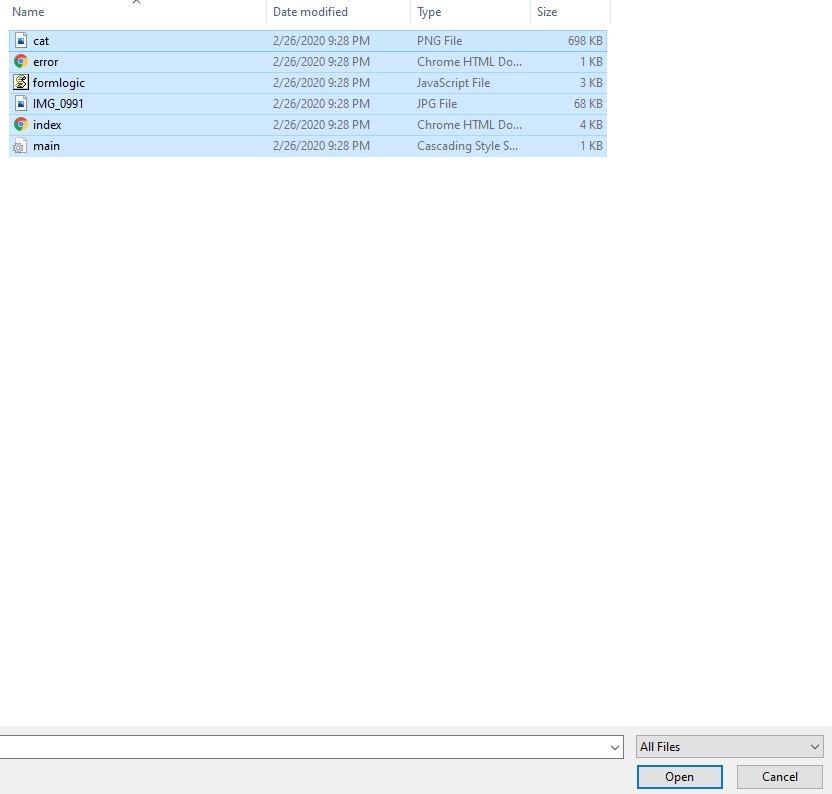 Name Date modified Type Size
cat 2/26/2020 9:28 PM PNG File 698 KB
error 2/26/2020 9:28 PM Chrome HTML Do... 1 KB
formlogic 2/26/2020 9:28 PM JavaScript File 3 KB
IMG_0991 2/26/2020 9:28 PM JPG File 68 KB
index 2/26/2020 9:28 PM Chrome HTML Do... 4 KB
main 2/26/2020 9:28 PM Cascading Style S... 1 KB
All Files
Open Cancel